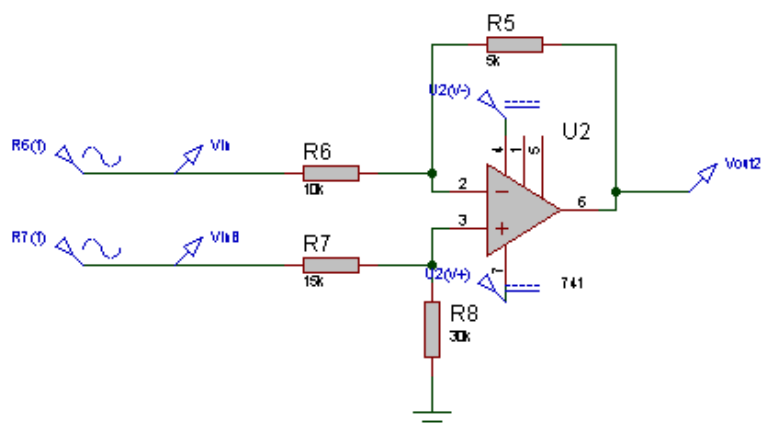 R5
5k
U2(V-)
U2
4
1
5
R6(1)
Vin
R6
10k
2
Vout2
6
3
R7(1)
VinB
R7
15k
U2(V+)
7
741
R8
30k